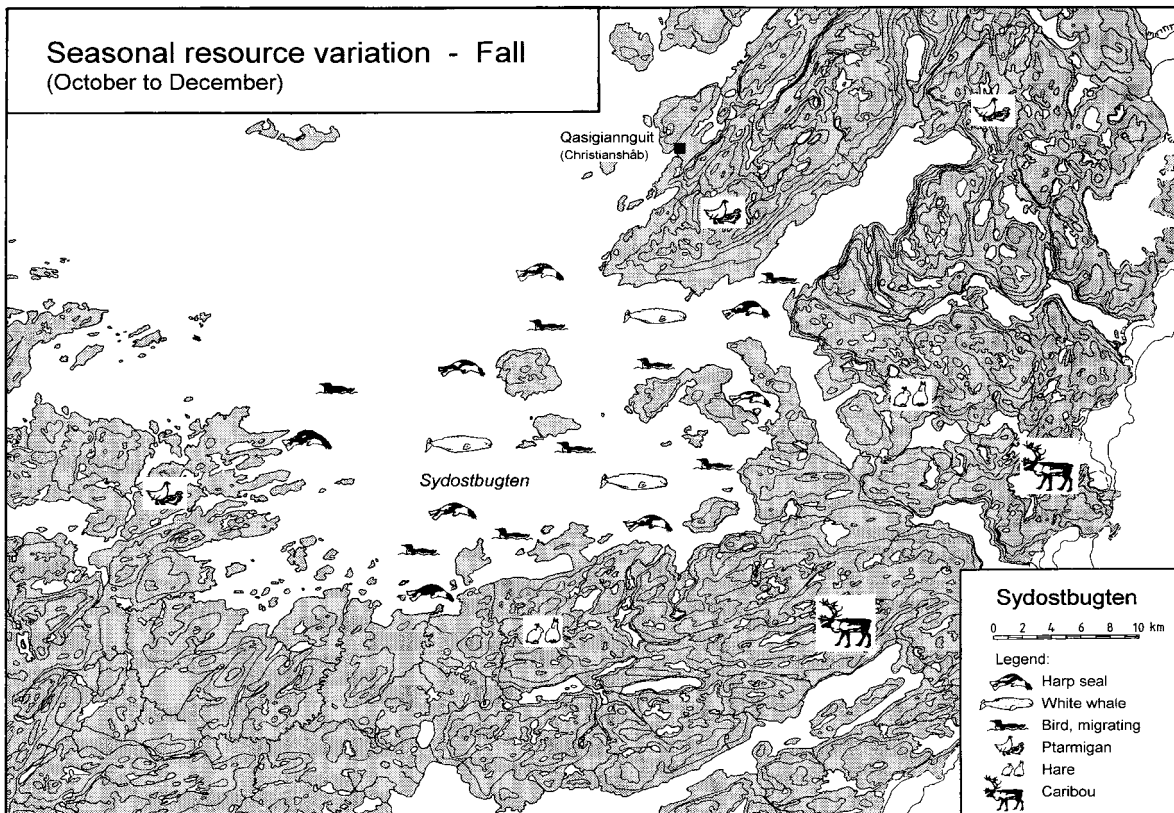 Seasonal resource variation - Fall
(October to December)
Qasigiannguit
(Christianshåb)
Sydostbugten
Sydostbugten
0 2 4 6 8 10 km
Legend:
Harp seal
White whale
Bird, migrating
Ptarmigan
Hare
Caribou